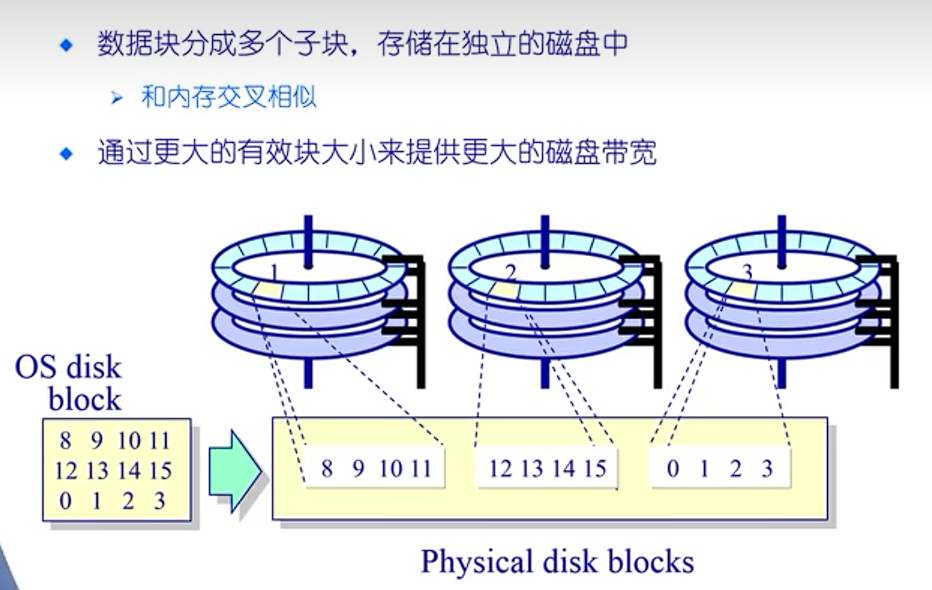 数据块分成多个子块，存储在独立的磁盘中
和内存交叉相似
通过更大的有效块大小来提供更大的磁盘带宽
1 2 3
OS disk
block
8 9 10 11
12 13 14 15
0 1 2 3
8 9 10 11 12 13 14 15 0 1 2 3
Physical disk blocks